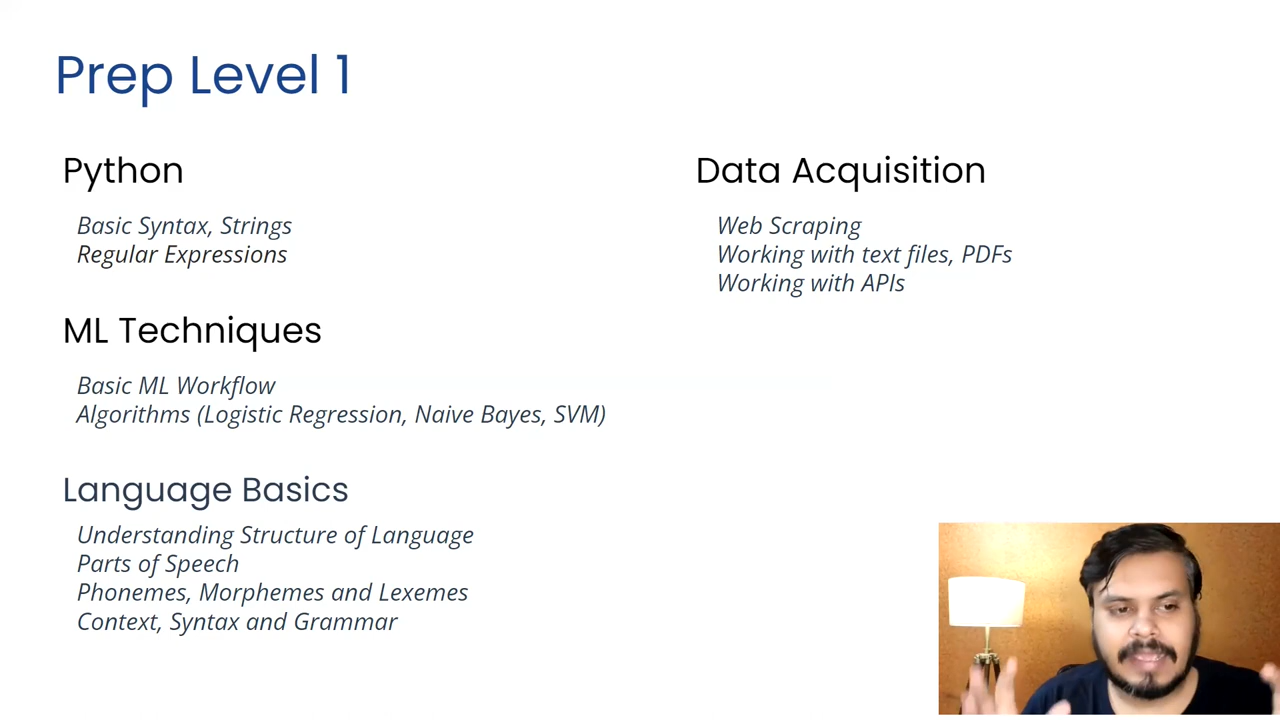 Prep Level 1
Python
Basic Syntax, Strings
Regular Expressions
ML Techniques
Basic ML Workflow
Algorithms (Logistic Regression, Naive Bayes, SVM)
Language Basics
Understanding Structure of Language
Parts of Speech
Phonemes, Morphemes and Lexemes
Context, Syntax and Grammar
Data Acquisition
Web Scraping
Working with text files, PDFs
Working with APIs